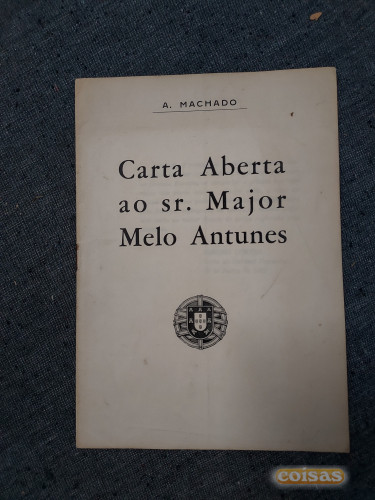 A. MACHADO
Carta Aberta
ao sr. Major
Melo Antunes
coisas